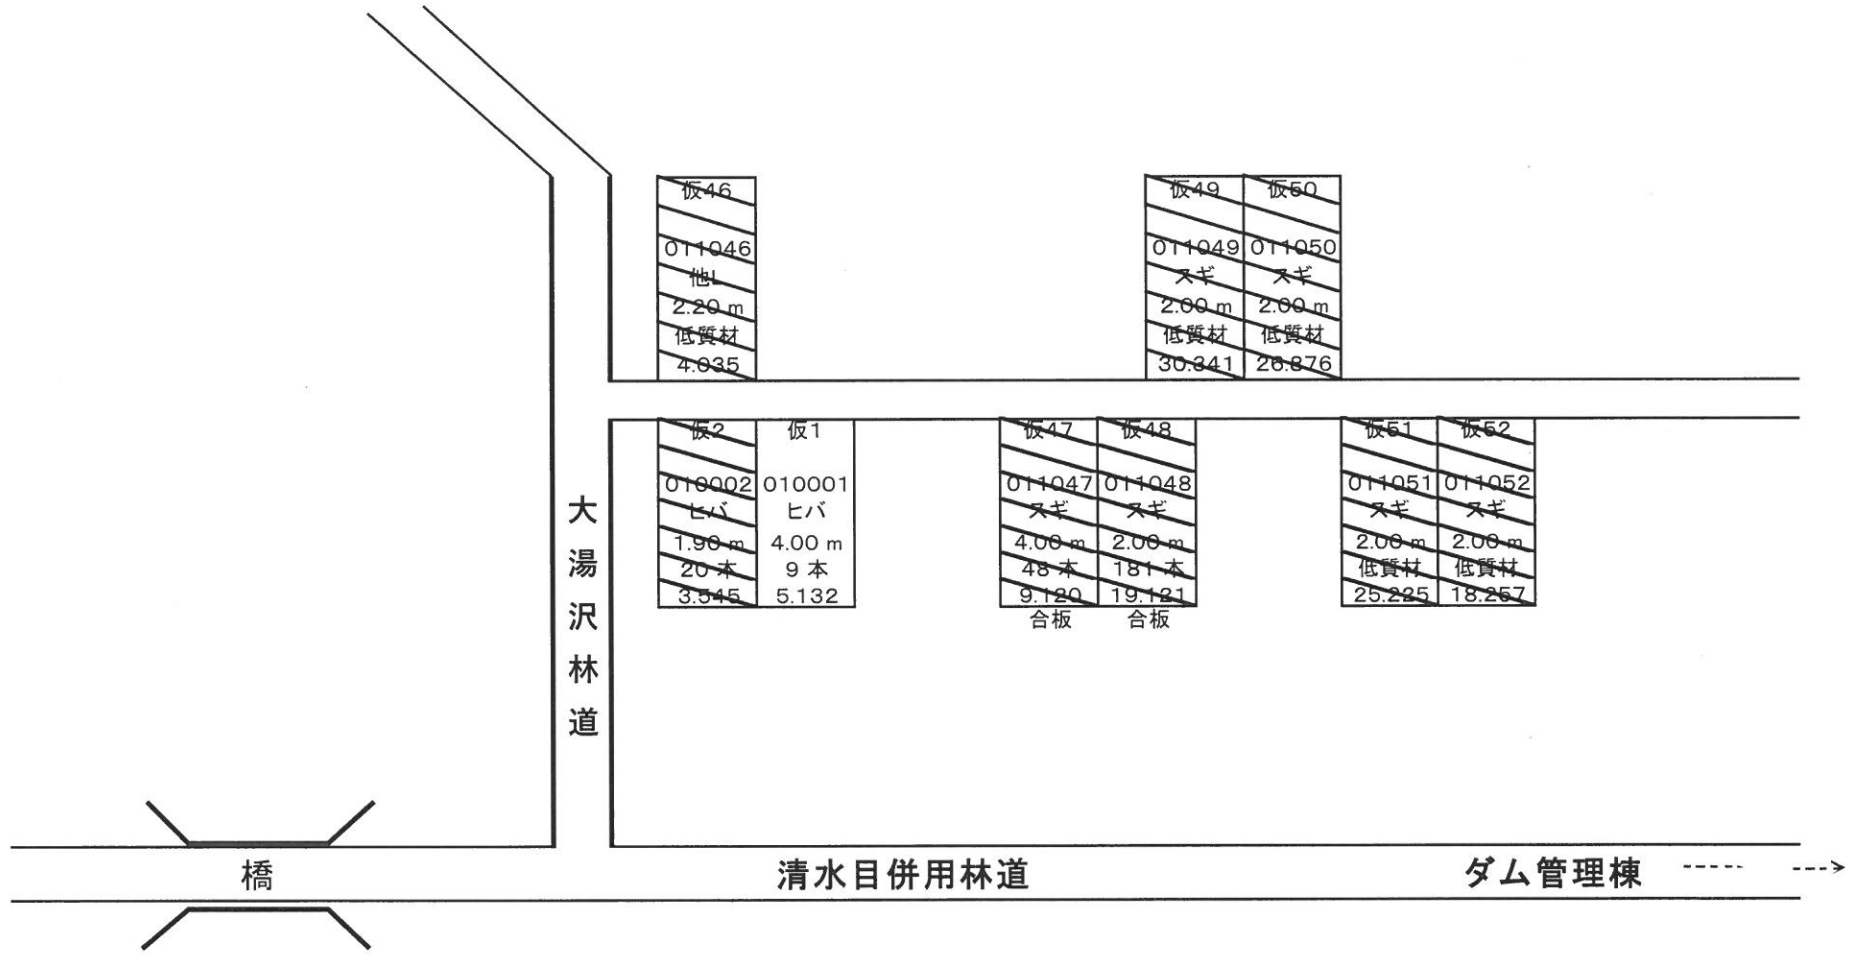 仮46
011046
他L
2.20 m
低質材
4.035
仮49
011049
スギ
2.00 m
低質材
30.341
仮50
011050
スギ
2.00 m
低質材
26.876
仮2
010002
ヒバ
1.90 m
20 本
3.545
仮1
010001
ヒバ
4.00 m
9 本
5.132
仮47
011047
スギ
4.00 m
48 本
9.120
合板
仮48
011048
スギ
2.00 m
181 本
19.121
合板
仮51
011051
スギ
2.00 m
低質材
25.225
仮52
011052
スギ
2.00 m
低質材
18.257
大湯沢林道
橋
清水目併用林道
ダム管理棟